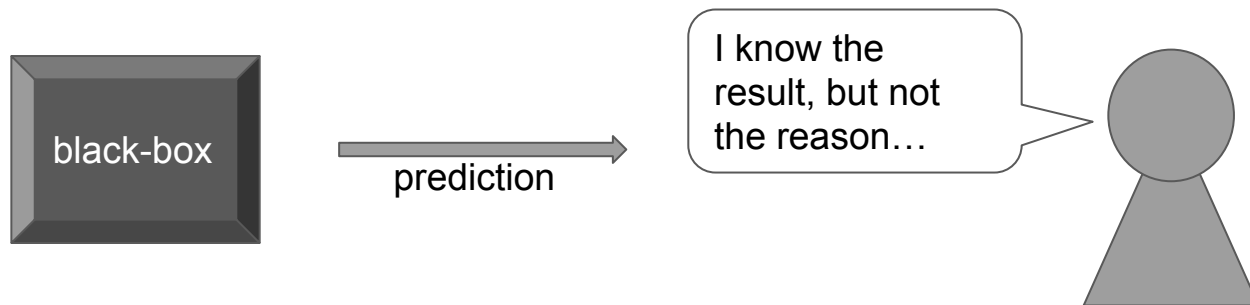 black-box
prediction
I know the
result, but not
the reason…